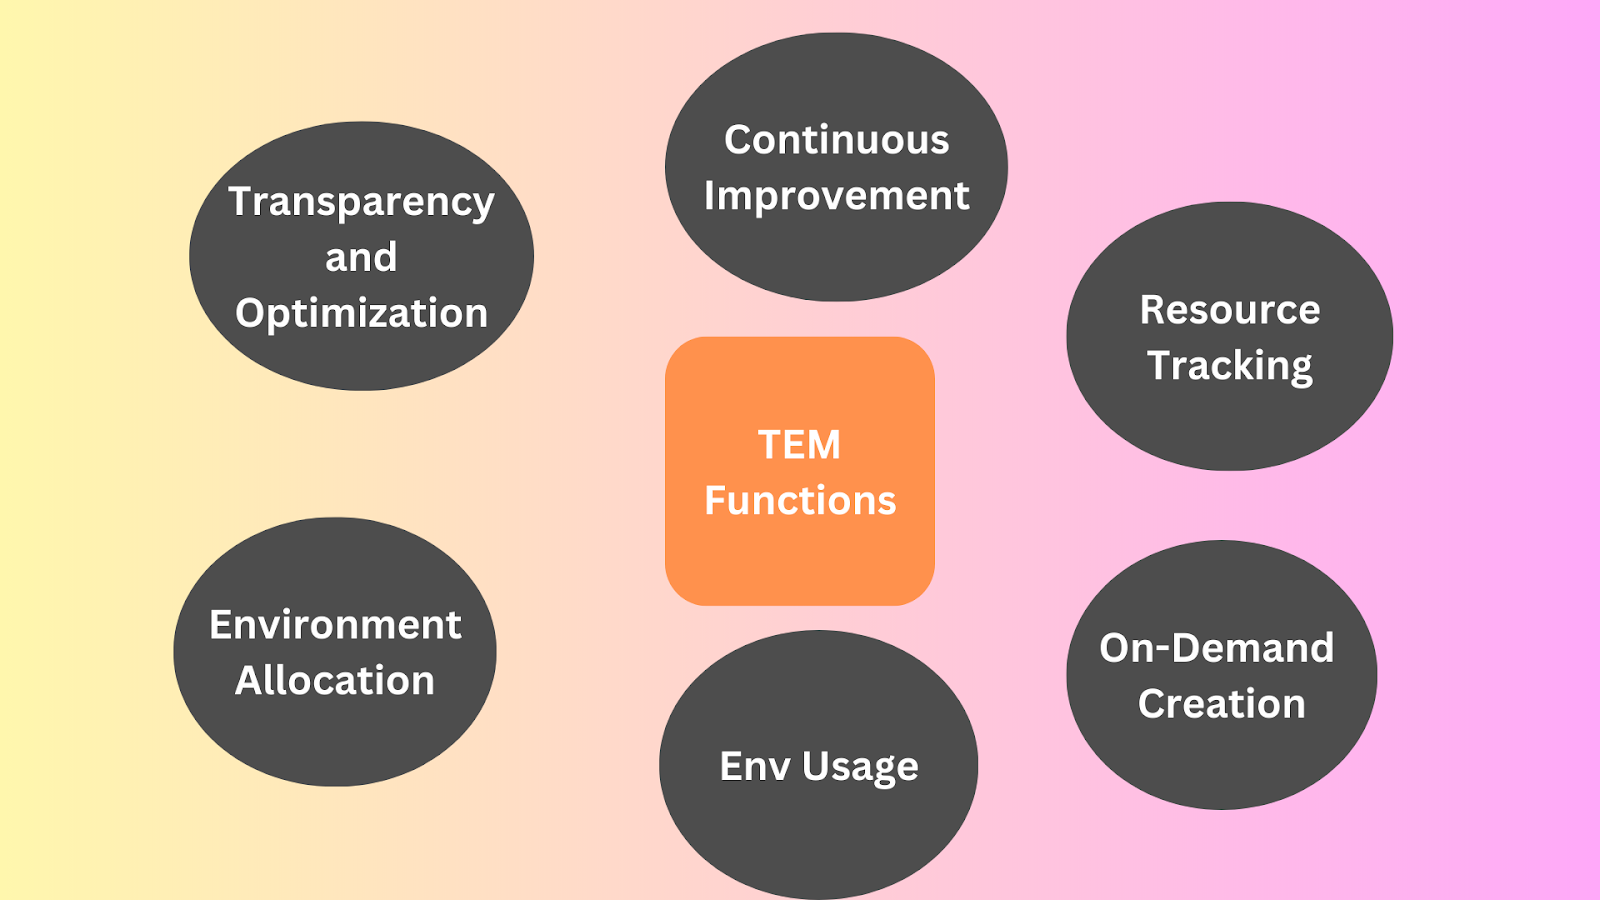 Continuous
Improvement
Transparency
and
Optimization
Resource
Tracking
TEM
Functions
Environment
Allocation
On-Demand
Creation
Env Usage